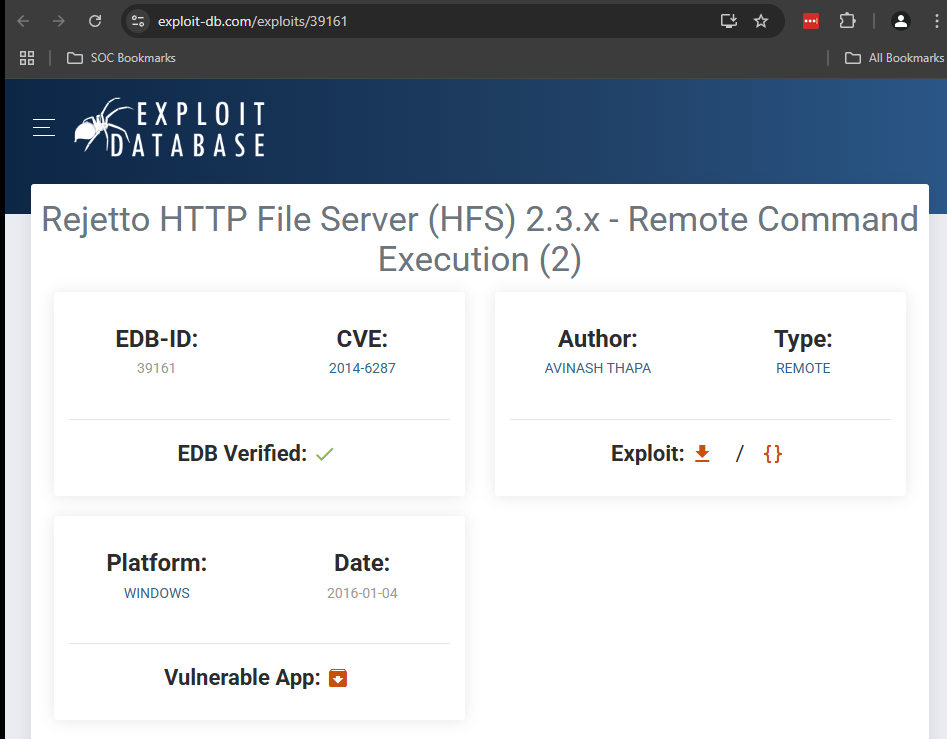 exploit-db.com/exploits/39161
SOC Bookmarks
All Bookmarks
EXPLOIT
DATABASE
Rejetto HTTP File Server (HFS) 2.3.x - Remote Command
Execution (2)
EDB-ID:
39161
CVE:
2014-6287
EDB Verified:
Author:
AVINASH THAPA
Type:
REMOTE
Exploit: / {}
Platform:
WINDOWS
Date:
2016-01-04
Vulnerable App: